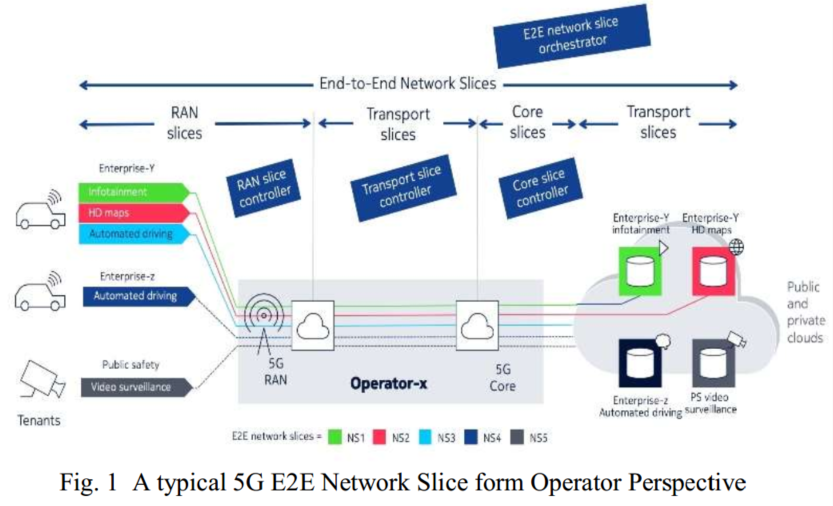 E2E network slice
orchestrator
End-to-End Network Slices
RAN
slices
Transport
slices
Core
slices
Transport
slices
Enterprise-Y
RAN slice
controller
Transport slice
controller
Core slice
controller
Infotainment
HD maps
Automated driving
Enterprise-z
Automated driving
Public safety
Video surveillance
Tenants
Enterprise-Y
infotainment
Enterprise-Y
HD maps
Public
and
private
clouds
5G
RAN
Operator-x
5G
Core
Enterprise-z
Automated driving
PS video
surveillance
E2E network slices = NS1 NS2 NS3 NS4 NS5
Fig. 1 A typical 5G E2E Network Slice form Operator Perspective